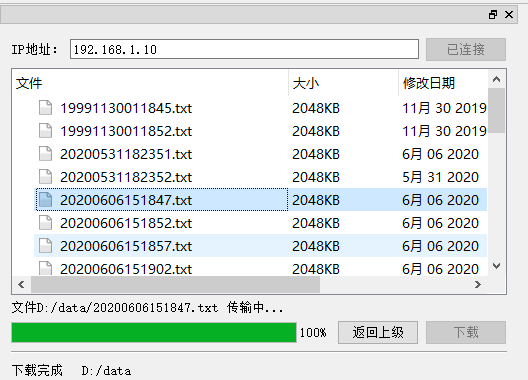 IP地址： 192.168.1.10 已连接
文件 大小 修改日期
19991130011845.txt 2048KB 11月 30 2019
19991130011852.txt 2048KB 11月 30 2019
20200531182351.txt 2048KB 6月 06 2020
20200531182352.txt 2048KB 5月 31 2020
20200606151847.txt 2048KB 6月 06 2020
20200606151852.txt 2048KB 6月 06 2020
20200606151857.txt 2048KB 6月 06 2020
20200606151902.txt 2048KB 6月 06 2020
文件D:/data/20200606151847.txt 传输中...
100% 返回上级 下载
下载完成 D:/data